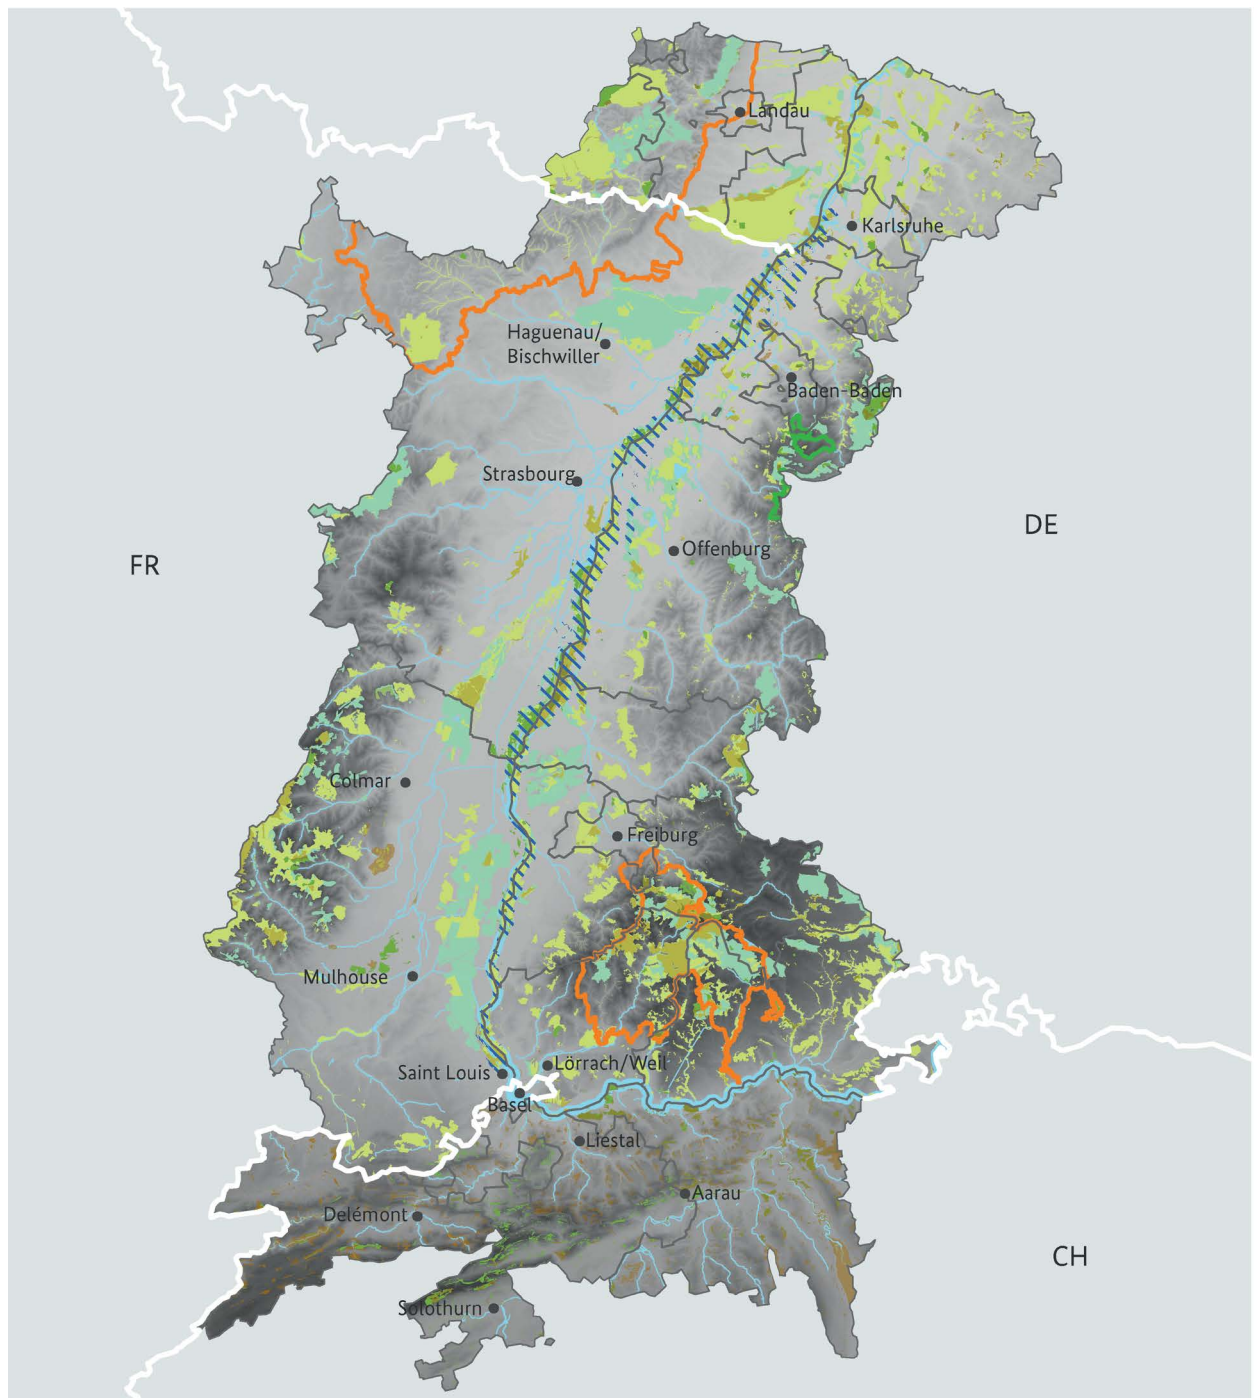 Landau
Karlsruhe
Haguenau/
Bischwiller
Baden-Baden
Strasbourg
DE
Offenburg
FR
Colmar
Freiburg
Mulhouse
Lörrach/Weil
Saint Louis
Basel
Liestal
Aarau
Delémont
CH
Solothurn